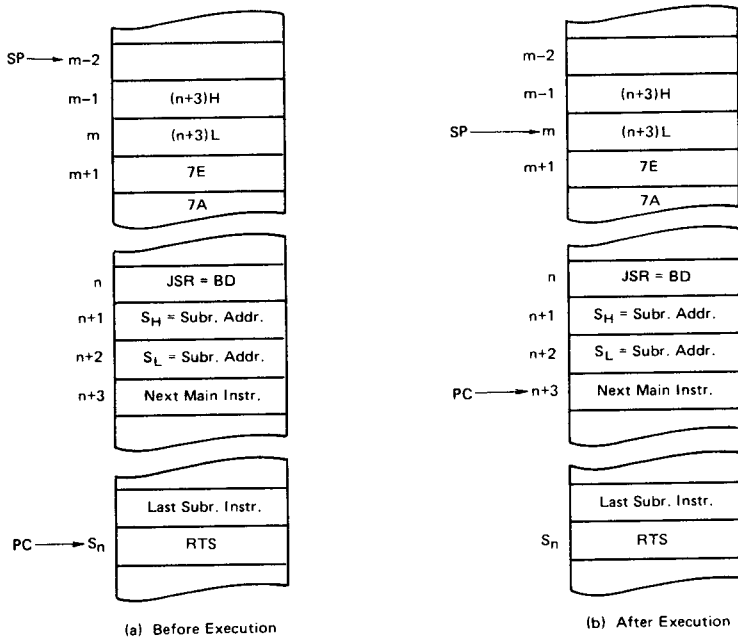 SP m-2
m-1 (n+3)H
m (n+3)L
m+1 7E
7A
n JSR = BD
n+1 S_H = Subr. Addr.
n+2 S_L = Subr. Addr.
n+3 Next Main Instr.
Last Subr. Instr.
PC S_n RTS
(a) Before Execution
m-2
m-1 (n+3)H
SP m (n+3)L
m+1 7E
7A
n JSR = BD
n+1 S_H = Subr. Addr.
n+2 S_L = Subr. Addr.
PC n+3 Next Main Instr.
Last Subr. Instr.
S_n RTS
(b) After Execution